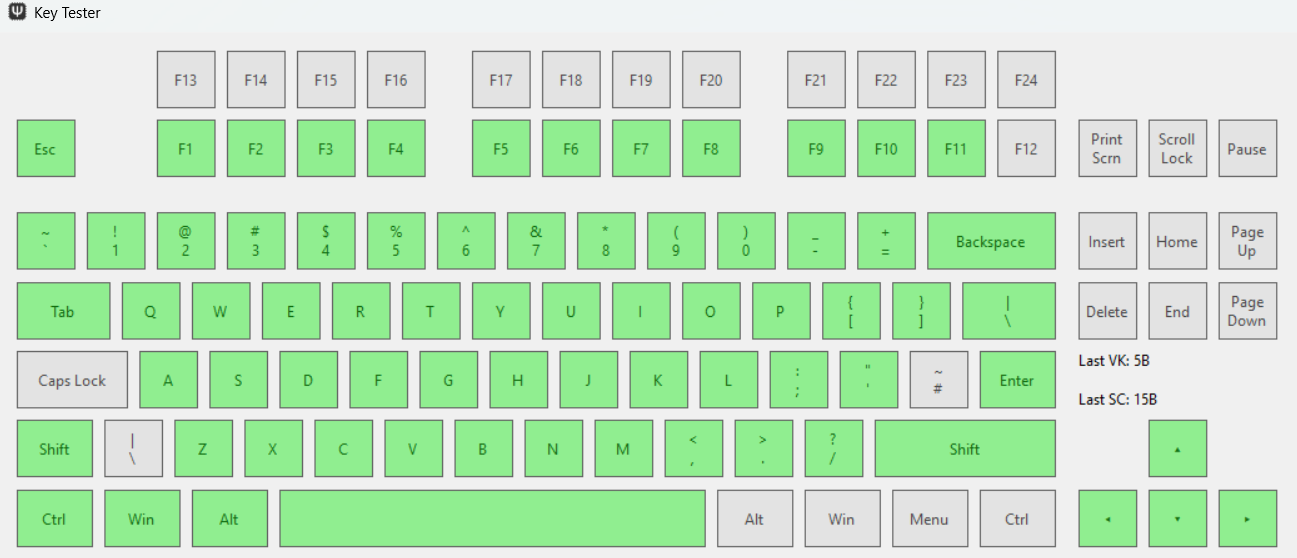 Key Tester
F13 F14 F15 F16 F17 F18 F19 F20 F21 F22 F23 F24
Esc F1 F2 F3 F4 F5 F6 F7 F8 F9 F10 F11 F12 Print Scroll Pause
Scrn Lock
~ ! @ # $ % ^ & * ( ) _ + Backspace Insert Home Page
` 1 2 3 4 5 6 7 8 9 0 - = Up
Tab Q W E R T Y U I O P { } | Delete End Page
[ ] \ Down
Caps Lock A S D F G H J K L : " ~ Enter Last VK: 5B
; ' #
Last SC: 15B
Shift | Z X C V B N M < > ? Shift ▲
\ , . /
Ctrl Win Alt Alt Win Menu Ctrl ◄ ▼ ►